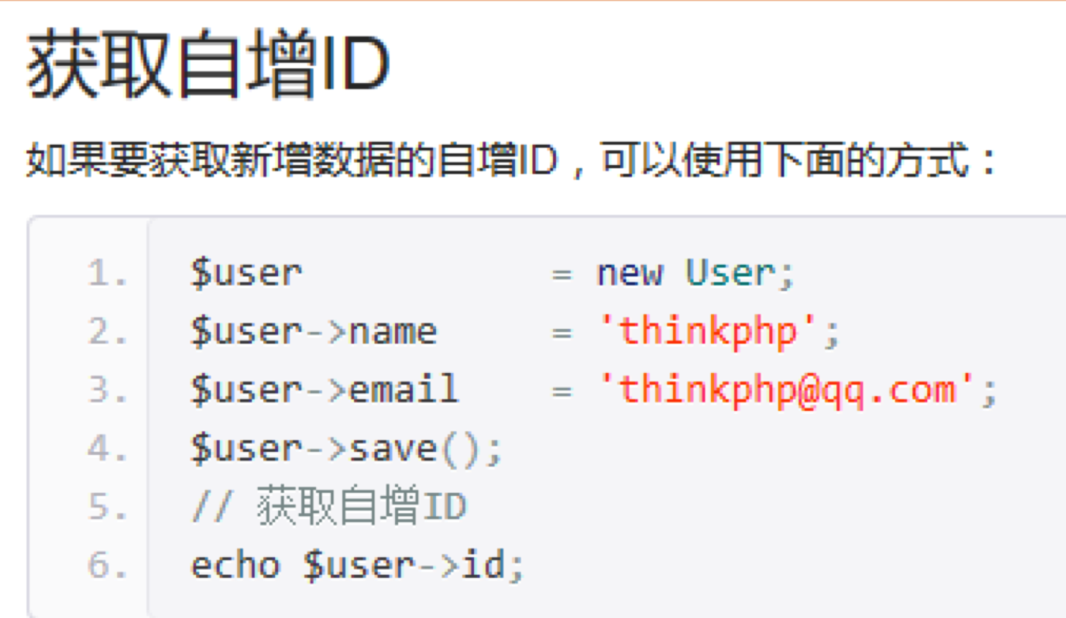 获取自增ID
如果要获取新增数据的自增ID，可以使用下面的方式：
1. $user = new User;
2. $user->name = 'thinkphp';
3. $user->email = 'thinkphp@qq.com';
4. $user->save();
5. // 获取自增ID
6. echo $user->id;